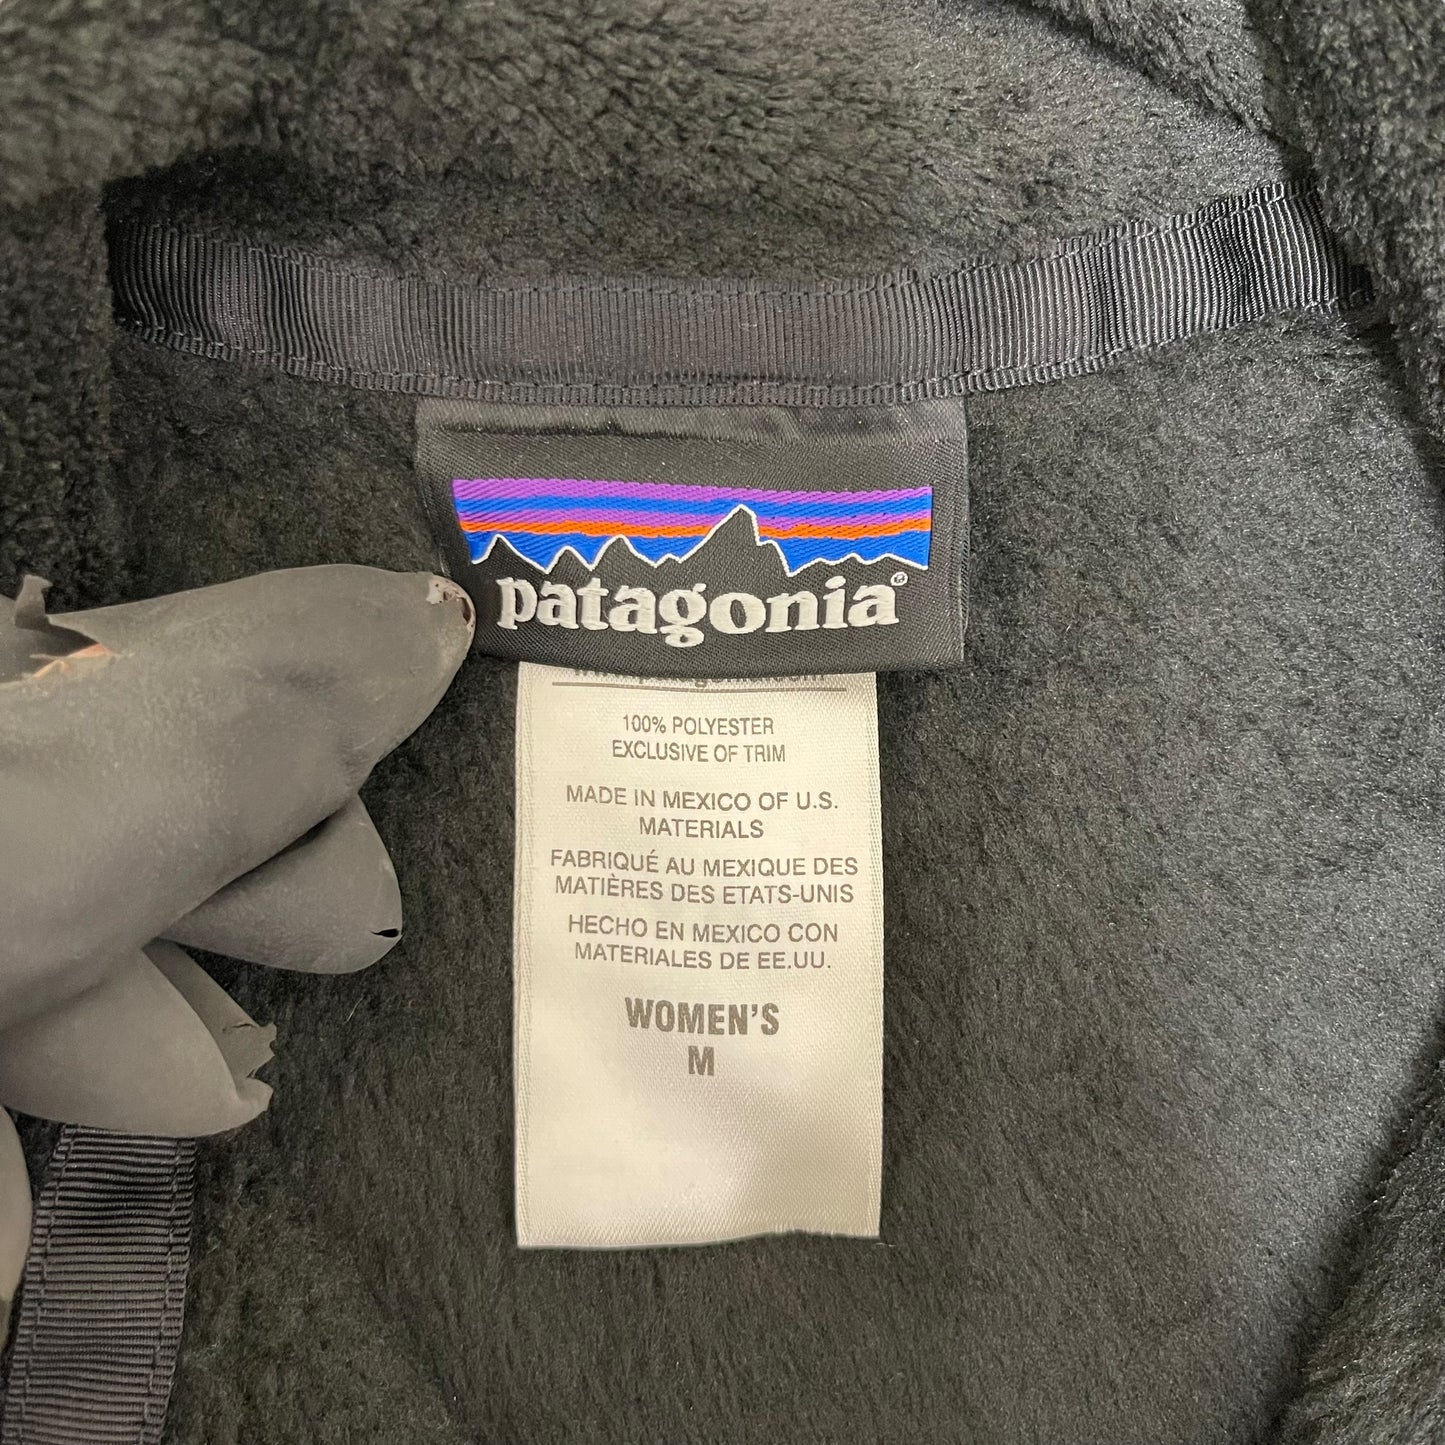 patagonia®
100% POLYESTER
EXCLUSIVE OF TRIM
MADE IN MEXICO OF U.S.
MATERIALS
FABRIQUÉ AU MEXIQUE DES
MATIÈRES DES ETATS-UNIS
HECHO EN MEXICO CON
MATERIALES DE EE.UU.
WOMEN'S
M